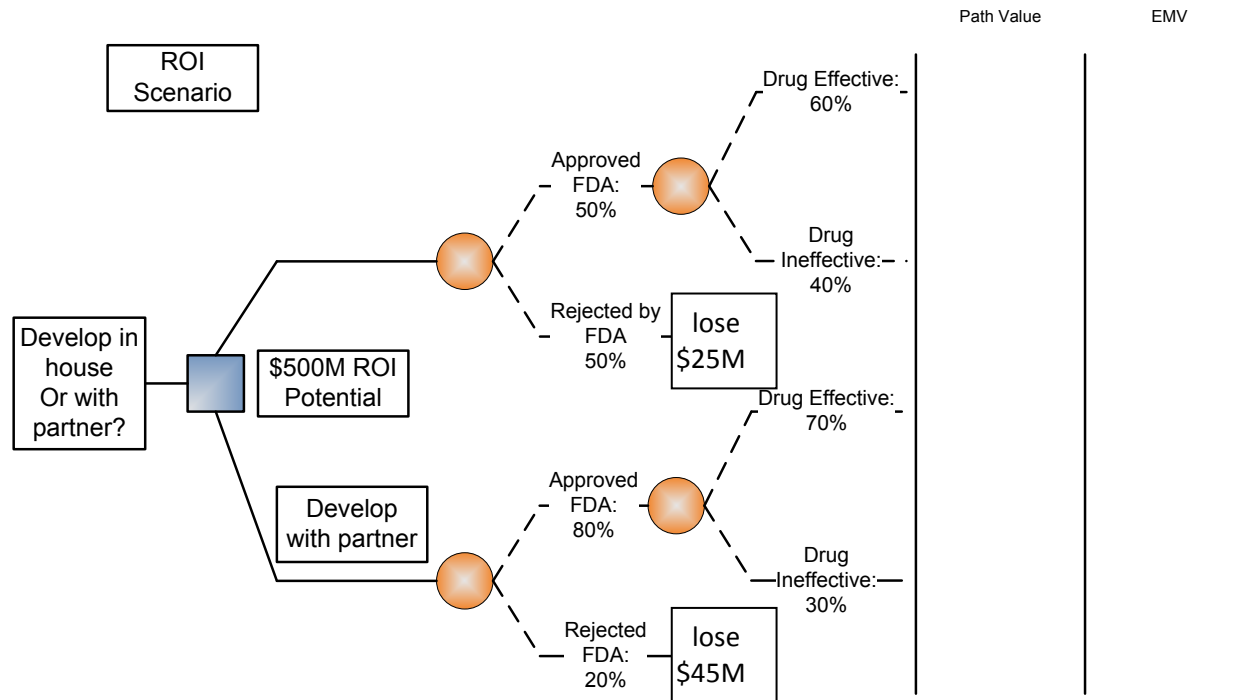 Path Value
EMV
ROI
Scenario
Drug Effective:
60%
Approved
FDA:
50%
Drug
Ineffective:
40%
Rejected by
FDA
50%
lose
$25M
Develop in
house
Or with
partner?
$500M ROI
Potential
Drug Effective:
70%
Approved
FDA:
80%
Develop
with partner
Drug
Ineffective:
30%
Rejected
FDA:
20%
lose
$45M